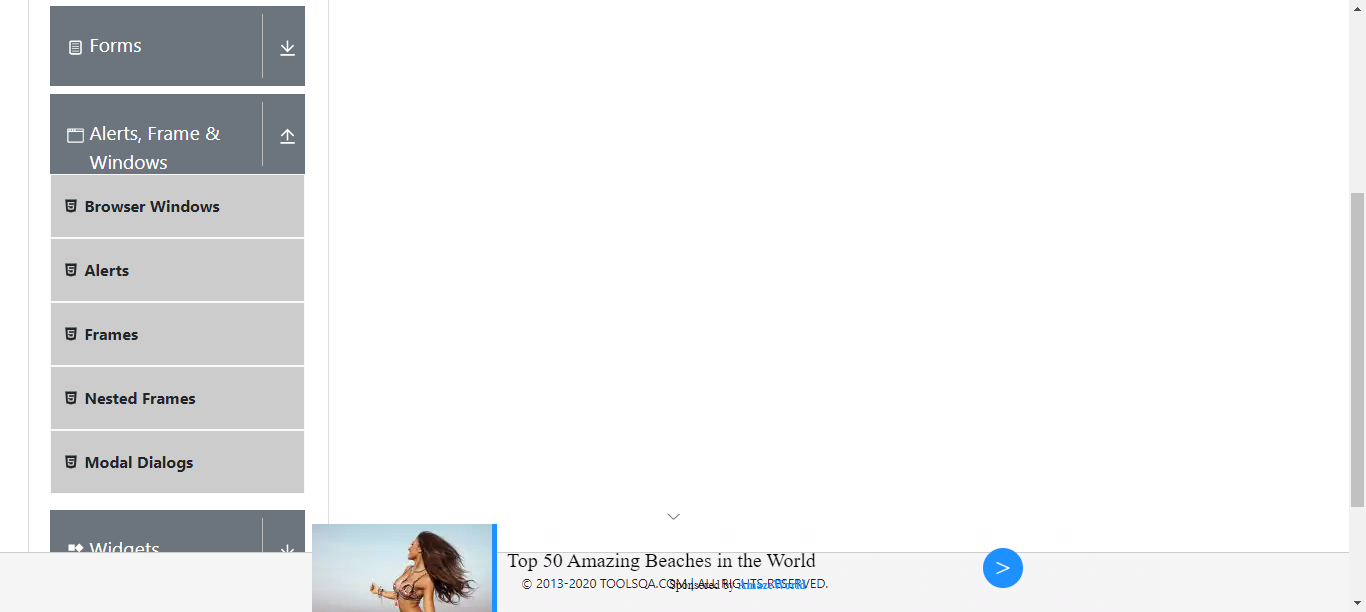 Forms
Alerts, Frame &
Windows
Browser Windows
Alerts
Frames
Nested Frames
Modal Dialogs
Widgets
Top 50 Amazing Beaches in the World
>
© 2013-2020 TOOLSQA.COM | ALL RIGHTS RESERVED.
Sponsored by